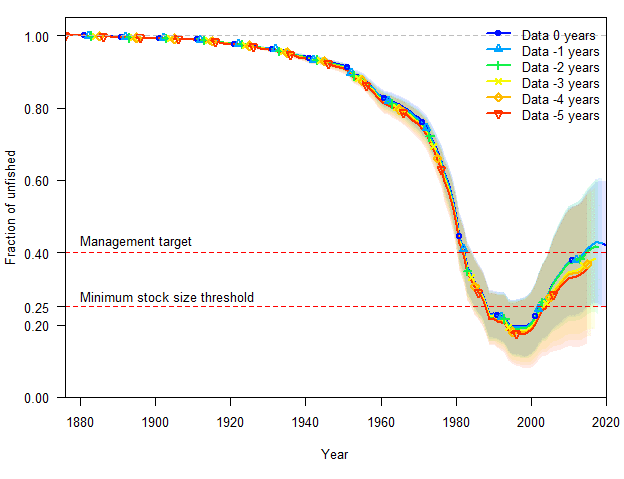 1.00
0.80
0.60
0.40
0.25
0.20
0.00
Fraction of unfished
Data 0 years
Data -1 years
Data -2 years
Data -3 years
Data -4 years
Data -5 years
Management target
Minimum stock size threshold
1880 1900 1920 1940 1960 1980 2000 2020
Year